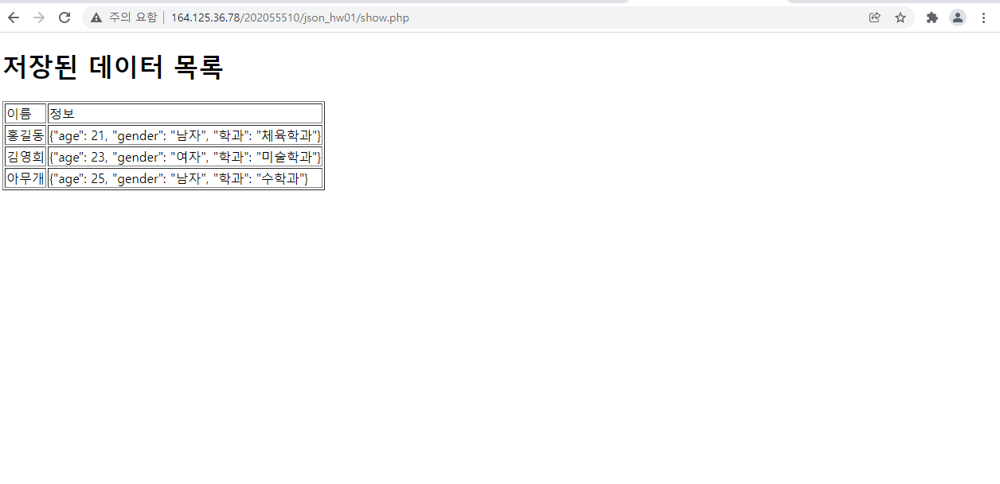 주의 요함 164.125.36.78/202055510/json_hw01/show.php
저장된 데이터 목록
이름 정보
홍길동 {"age": 21, "gender": "남자", "학과": "체육학과"}
김영희 {"age": 23, "gender": "여자", "학과": "미술학과"}
아무개 {"age": 25, "gender": "남자", "학과": "수학과"}